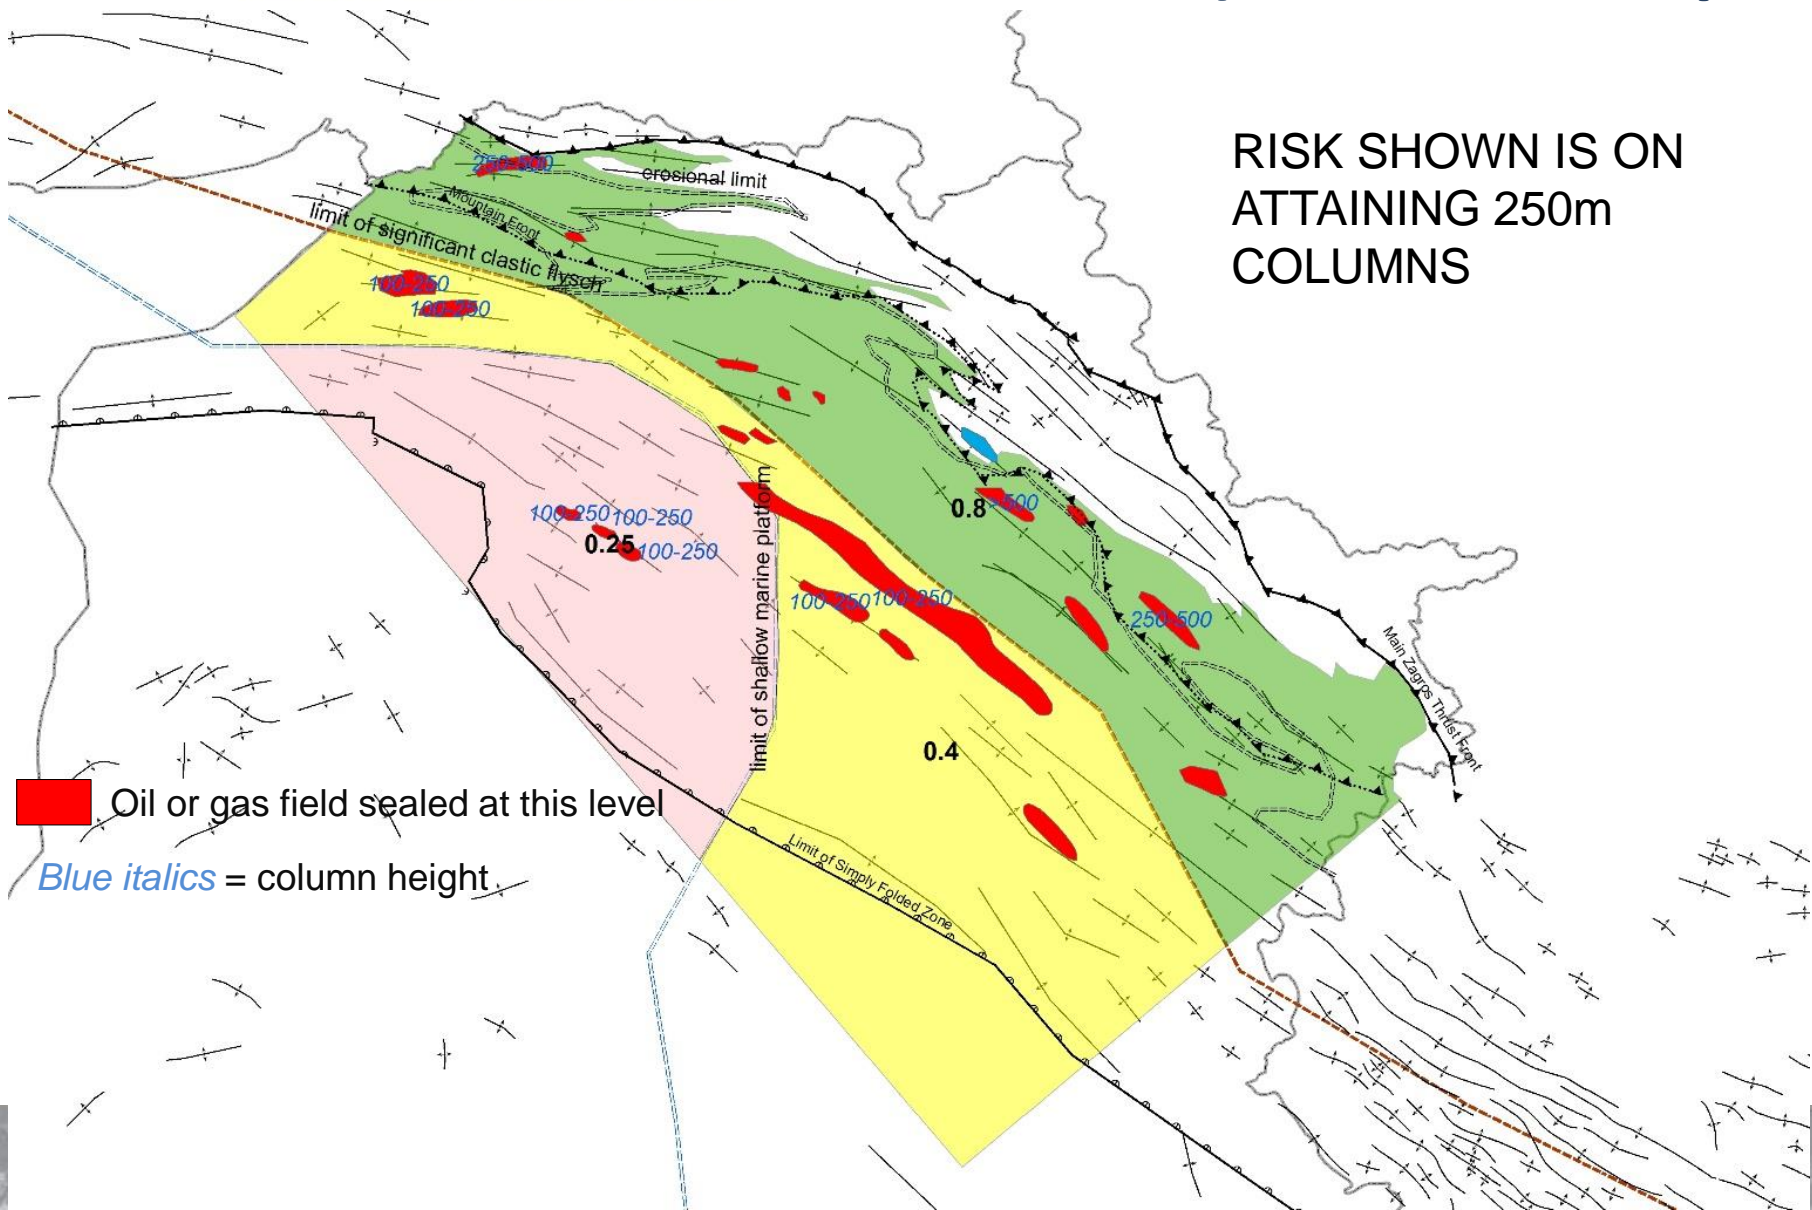 RISK SHOWN IS ON
ATTAINING 250m
COLUMNS
250-500
erosional limit
Mountain Front
limit of significant clastic flysch
100-250
100-250
0.8
>500
100-250
100-250
0.25
100-250
limit of shallow marine platform
100-250
100-250
250-500
Main Zagros Thrust Front
0.4
Oil or gas field sealed at this level
Limit of Simply Folded Zone
Blue italics = column height